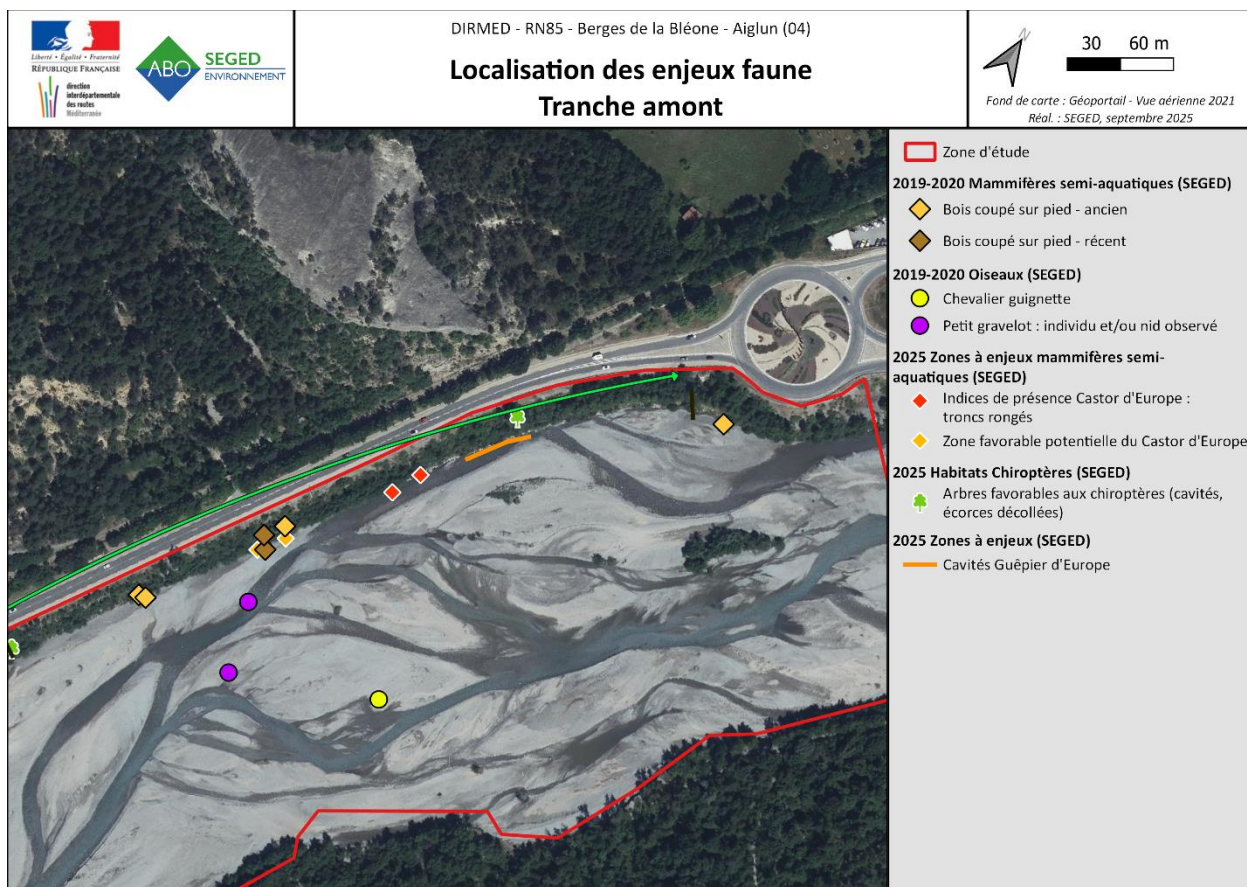 Liberté • Égalité • Fraternité
RÉPUBLIQUE FRANÇAISE
direction
interdépartementale
des routes
Méditerranée
ABO
SEGED
ENVIRONNEMENT
DIRMED - RN85 - Berges de la Bléone - Aiglun (04)
Localisation des enjeux faune
Tranche amont
N
30 60 m
Fond de carte : Géoportail - Vue aérienne 2021
Réal. : SEGED, septembre 2025
Zone d'étude
2019-2020 Mammifères semi-aquatiques (SEGED)
Bois coupé sur pied - ancien
Bois coupé sur pied - récent
2019-2020 Oiseaux (SEGED)
Chevalier guignette
Petit gravelot : individu et/ou nid observé
2025 Zones à enjeux mammifères semi-
aquatiques (SEGED)
Indices de présence Castor d'Europe :
troncs rongés
Zone favorable potentielle du Castor d'Europe
2025 Habitats Chiroptères (SEGED)
Arbres favorables aux chiroptères (cavités,
écorces décollées)
2025 Zones à enjeu (SEGED)
Cavités Guêpier d'Europe